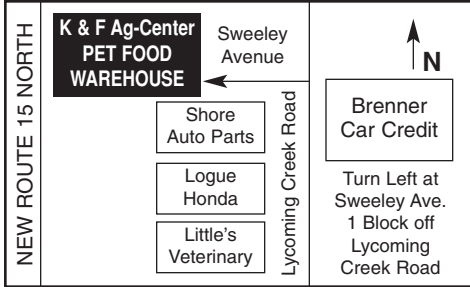 NEW ROUTE 15 NORTH
K & F Ag-Center
PET FOOD
WAREHOUSE
Sweeley
Avenue
Shore
Auto Parts
Logue
Honda
Little's
Veterinary
Lycoming Creek Road
N
Brenner
Car Credit
Turn Left at
Sweeley Ave.
1 Block off
Lycoming
Creek Road